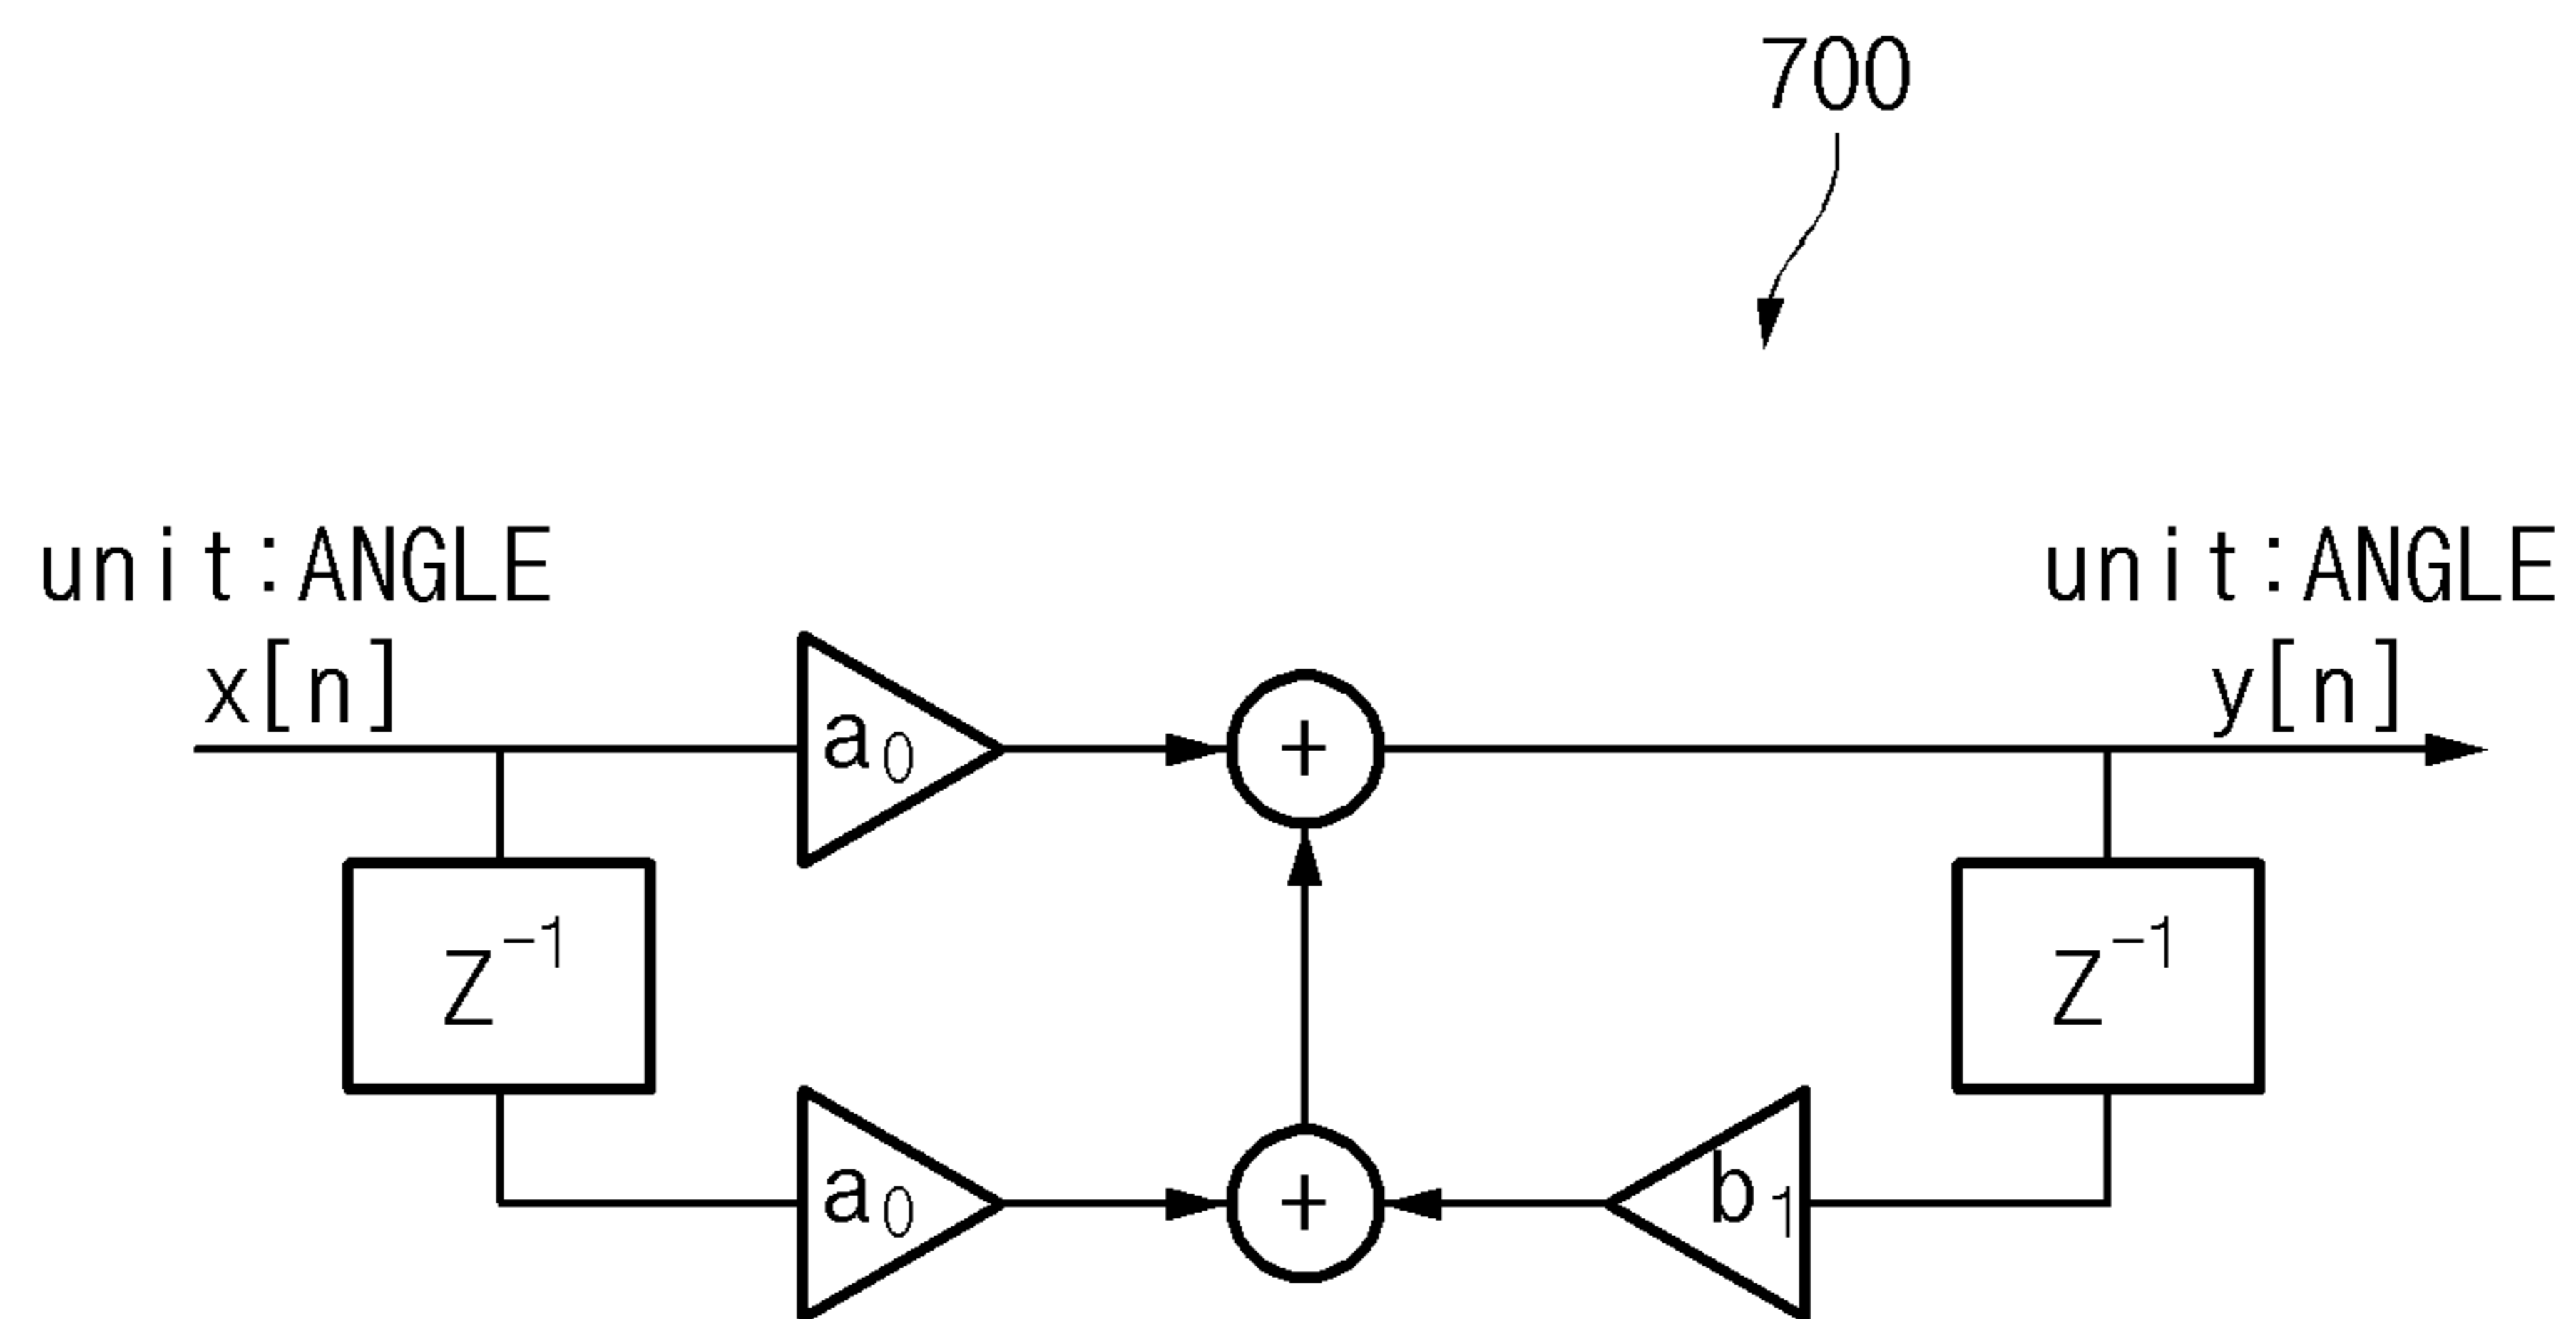 700
unit:ANGLE
unit:ANGLE
x[n]
y[n]
a₀
+
Z⁻¹
Z⁻¹
a₀
+
b₁